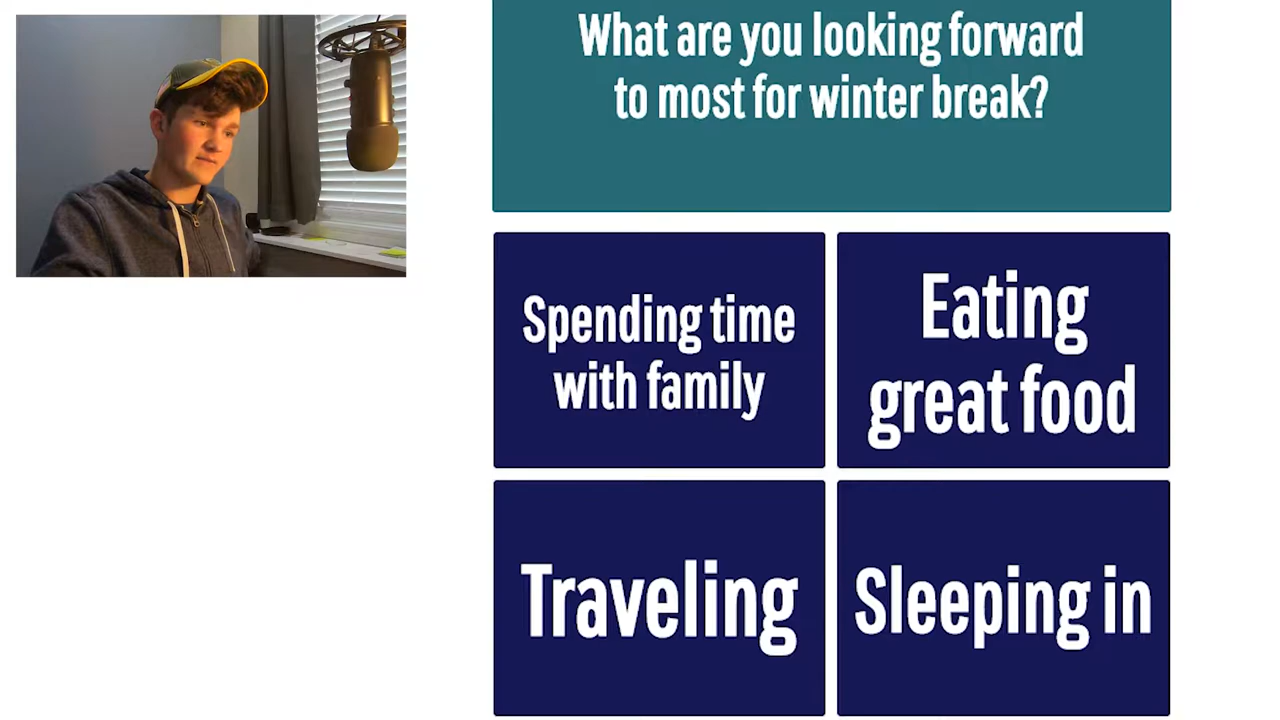 What are you looking forward
to most for winter break?
Spending time
with family
Eating
great food
Traveling
Sleeping in